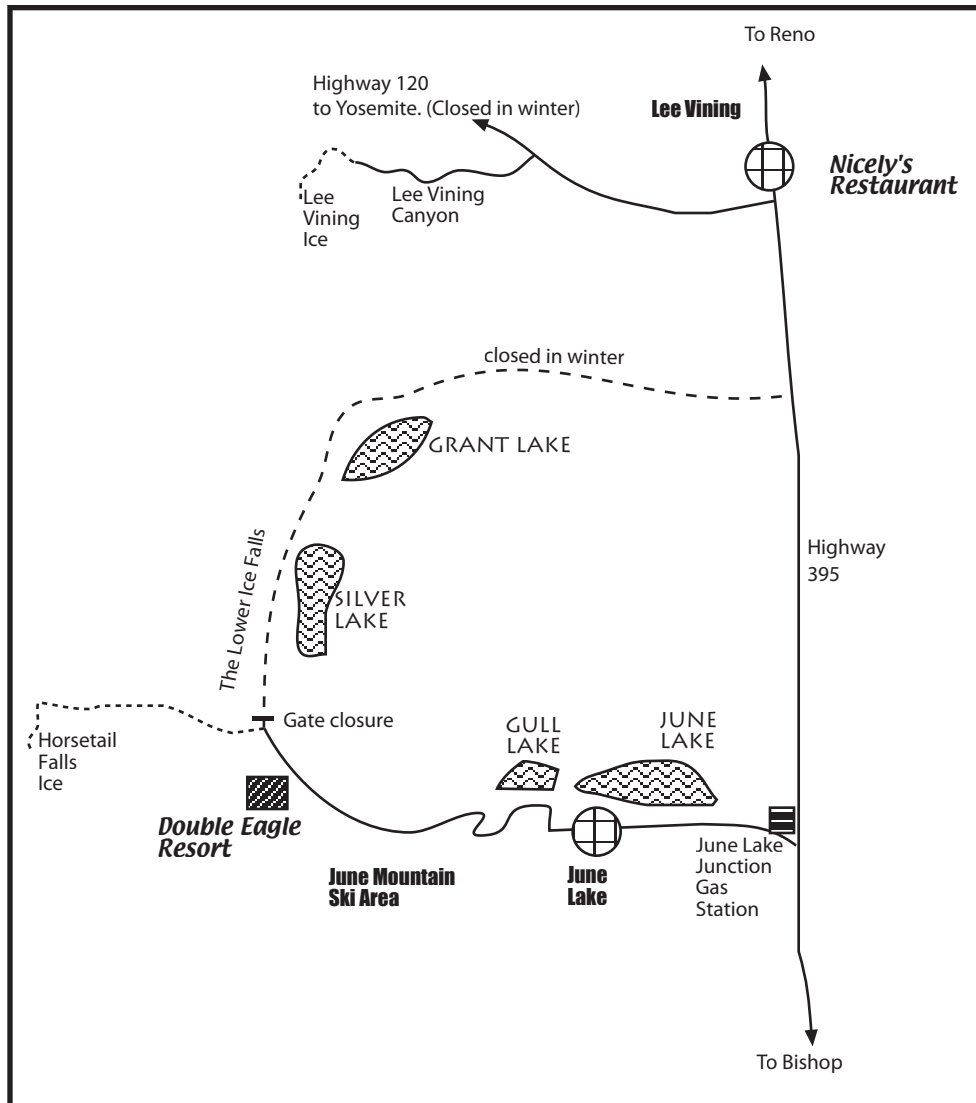 To Reno
Highway 120
to Yosemite. (Closed in winter)
Lee Vining
Nicely's
Restaurant
Lee
Vining
Ice
Lee Vining
Canyon
closed in winter
GRANT LAKE
Highway
395
The Lower Ice Falls
SILVER
LAKE
Gate closure
Horsetail
Falls
Ice
GULL
LAKE
JUNE
LAKE
Double Eagle
Resort
June Mountain
Ski Area
June
Lake
June Lake
Junction
Gas
Station
To Bishop